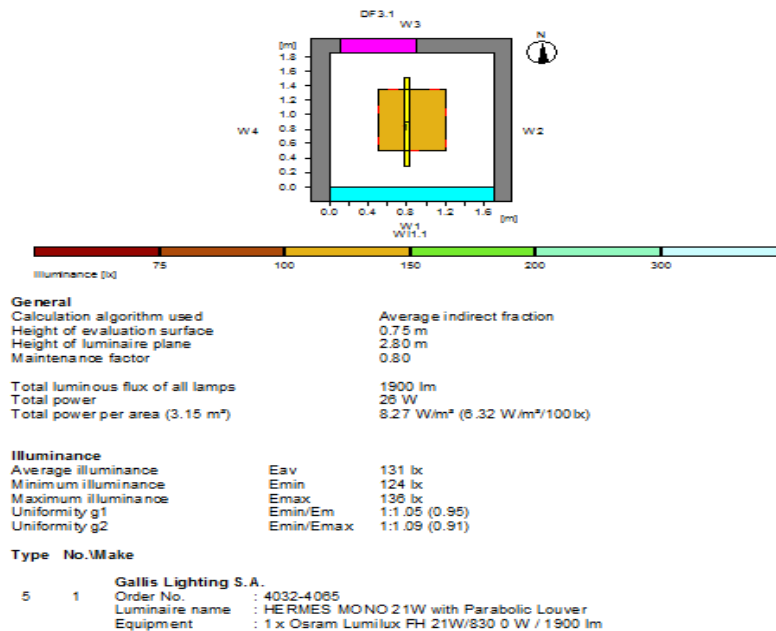 DF3.1
W3
N
[m]
1.8
1.6
1.4
1.2
1.0
0.8
0.6
0.4
0.2
0.0
W4
W2
0.0 0.4 0.8 1.2 1.6
[m]
W1
WI1.1
75 100 150 200 300
Illuminance [lx]
General
Calculation algorithm used Average indirect fraction
Height of evaluation surface 0.75 m
Height of luminaire plane 2.80 m
Maintenance factor 0.80
Total luminous flux of all lamps 1900 lm
Total power 26 W
Total power per area (3.15 m²) 8.27 W/m² (6.32 W/m²/100lx)
Illuminance
Average illuminance Eav 131 lx
Minimum illuminance Emin 124 lx
Maximum illuminance Emax 136 lx
Uniformity g1 Emin/Em 1:1.05 (0.95)
Uniformity g2 Emin/Emax 1:1.09 (0.91)
Type No.\Make
Gallis Lighting S.A.
5 1 Order No. : 4032-4065
Luminaire name : HERMES MONO 21W with Parabolic Louver
Equipment : 1 x Osram Lumilux FH 21W/830 0 W / 1900 lm